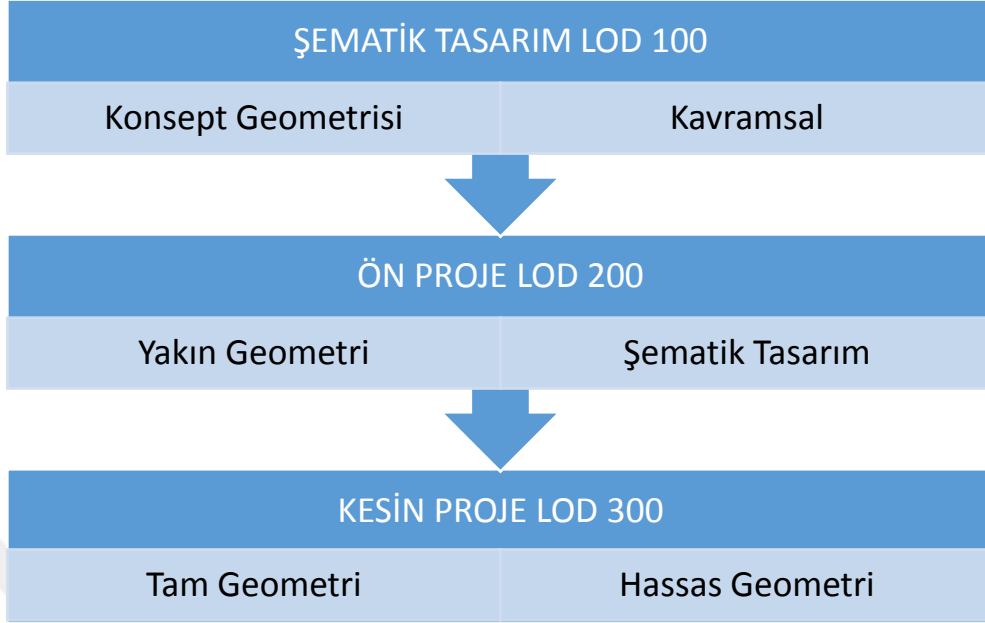 ŞEMATİK TASARIM LOD 100
Konsept Geometrisi Kavramsal
ÖN PROJE LOD 200
Yakın Geometri Şematik Tasarım
KESİN PROJE LOD 300
Tam Geometri Hassas Geometri